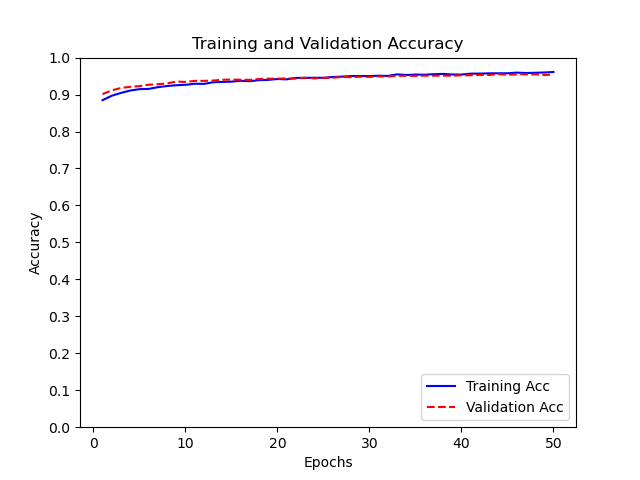 Training and Validation Accuracy
1.0
0.9
0.8
0.7
0.6
0.5
0.4
0.3
0.2
0.1
0.0
Accuracy
Training Acc
Validation Acc
0 10 20 30 40 50
Epochs